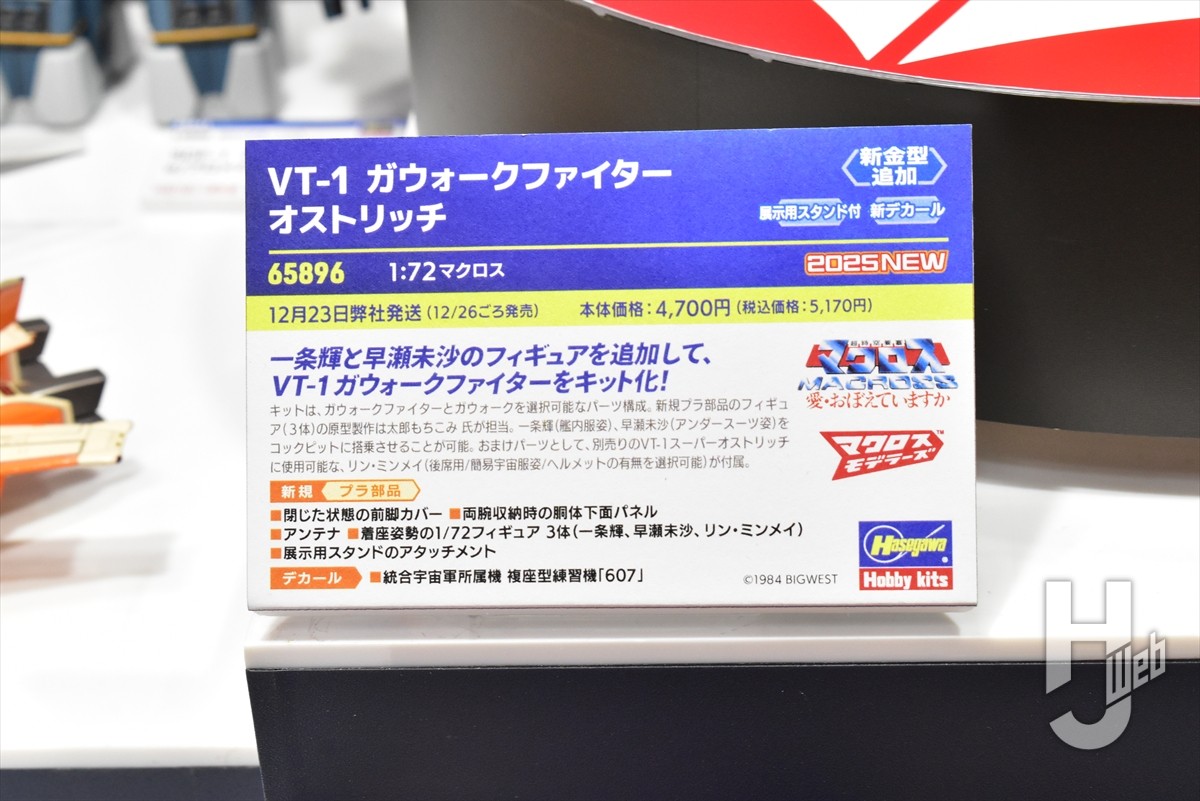 VT-1 ガウォークファイター
オストリッチ
新金型
追加
展示用スタンド付 新デカール
65896 1:72マクロス
2025NEW
12月23日弊社発送(12/26ごろ発売) 本体価格:4,700円(税込価格:5,170円)
一条輝と早瀬未沙のフィギュアを追加して、
VT-1 ガウォークファイターをキット化!
キットは、ガウォークファイターとガウォークを選択可能なパーツ構成。新規プラ部品のフィギュ
ア(3体)の原型製作は太郎もちこみ 氏が担当。一条輝(艦内服姿)、早瀬未沙(アンダースーツ姿)を
コックピットに搭乗させることが可能。おまけパーツとして、別売りのVT-1スーパーオストリッチ
に使用可能な、リン・ミンメイ(後席用/簡易宇宙服姿/ヘルメットの有無を選択可能)が付属。
超時空要塞
マクロス
MACROSS
愛・おぼえていますか
マクロス™
モデラーズ
新規 プラ部品
■閉じた状態の前脚カバー ■両腕収納時の胴体下面パネル
■アンテナ ■着座姿勢の1/72フィギュア 3体(一条輝、早瀬未沙、リン・ミンメイ)
■展示用スタンドのアタッチメント
デカール ■統合宇宙軍所属機 複座型練習機「607」
©1984 BIGWEST
Hasegawa
Hobby kits
HJ Web